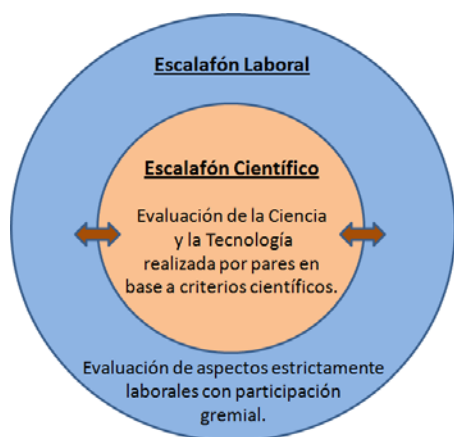 Escalafón Laboral
Escalafón Científico
Evaluación de la Ciencia
y la Tecnología
realizada por pares en
base a criterios científicos.
Evaluación de aspectos estrictamente
laborales con participación
gremial.